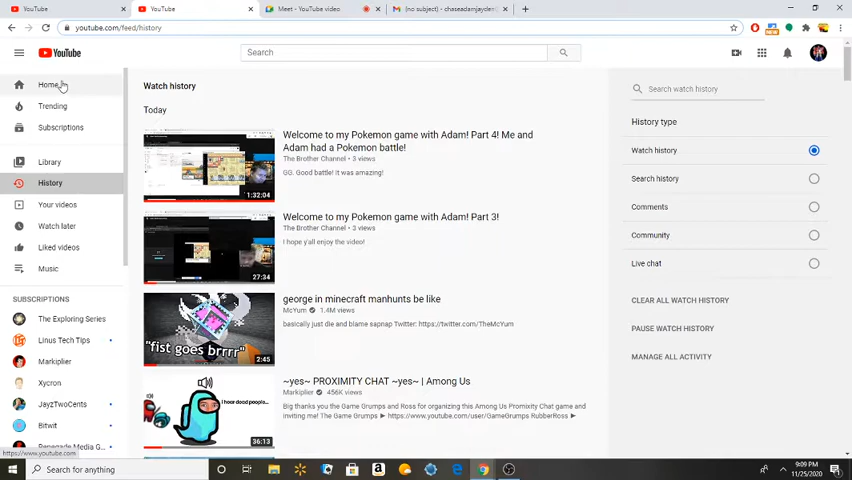 YouTube
YouTube
Meet - YouTube video
(no subject) - chaseadamjayden
youtube.com/feed/history
YouTube
Search
Home
Trending
Subscriptions
Library
History
Your videos
Watch later
Liked videos
Music
SUBSCRIPTIONS
The Exploring Series
Linus Tech Tips
Markiplier
Xycron
JayzTwoCents
Bitwit
Renegade Media G...
https://www.youtube.com
Watch history
Today
Welcome to my Pokemon game with Adam! Part 4! Me and
Adam had a Pokemon battle!
The Brother Channel • 3 views
GG. Good battle! It was amazing!
1:32:04
Welcome to my Pokemon game with Adam! Part 3!
The Brother Channel • 3 views
I hope y'all enjoy the video!
27:34
george in minecraft manhunts be like
McYum 1.4M views
basically just die and blame sapnap Twitter: https://twitter.com/TheMcYum
"fist goes brrrr"
2:45
~yes~ PROXIMITY CHAT ~yes~ | Among Us
Markiplier 456K views
Big thanks you the Game Grumps and Ross for organizing this Among Us Promixity Chat game and
inviting me! The Game Grumps ► http://www.youtube.com/user/GameGrumps RubberRoss ►
I hear dead people...
36:13
Search watch history
History type
Watch history
Search history
Comments
Community
Live chat
CLEAR ALL WATCH HISTORY
PAUSE WATCH HISTORY
MANAGE ALL ACTIVITY
Search for anything
9:09 PM
11/25/2020